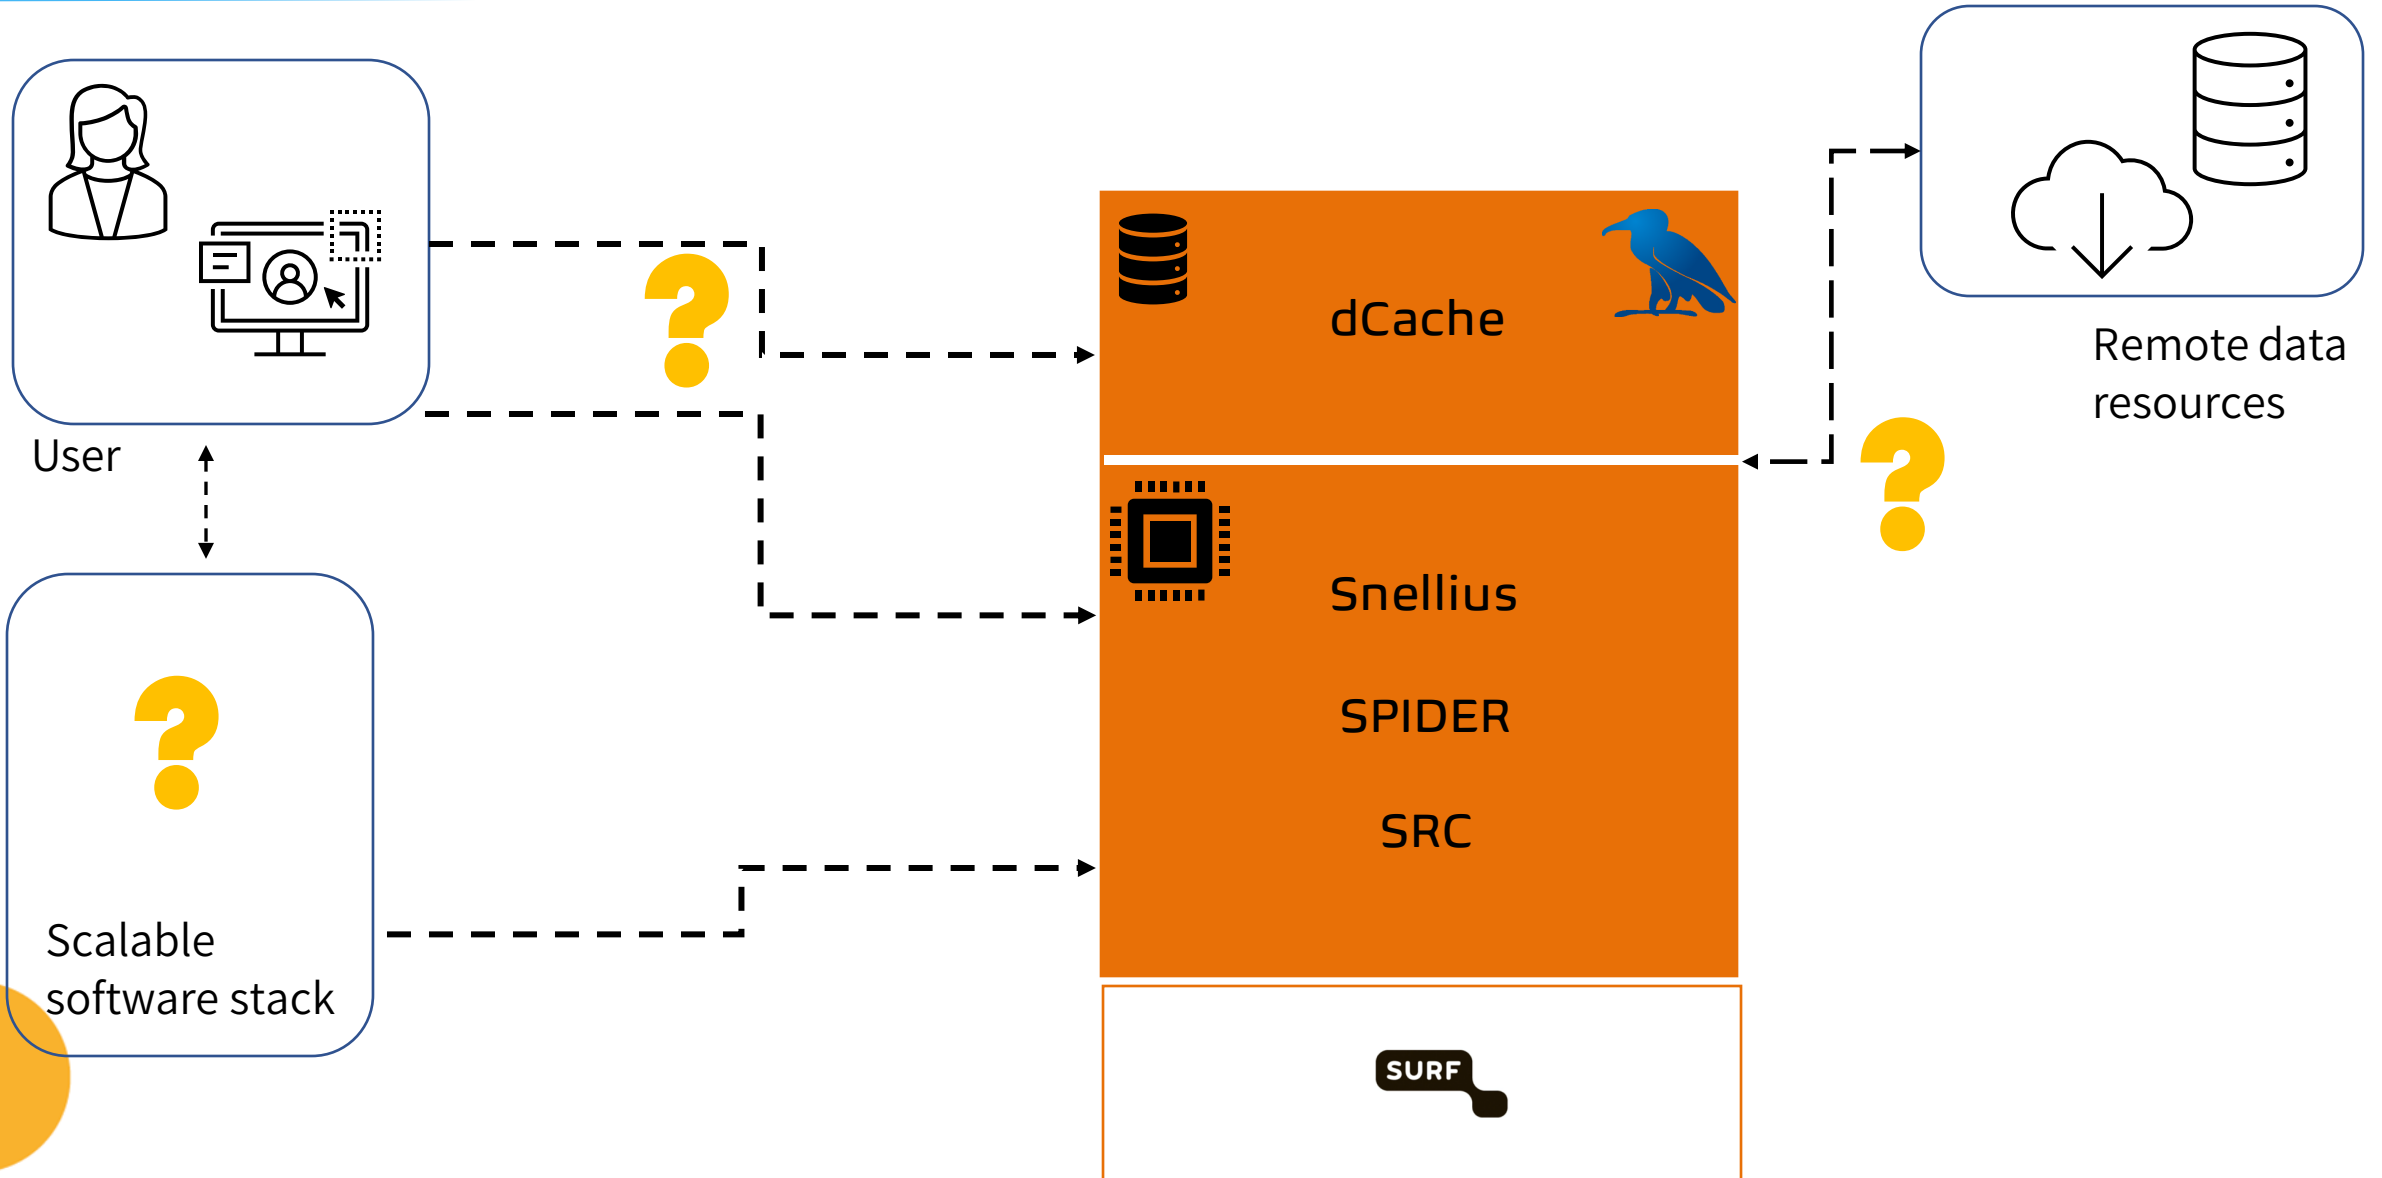 User
Scalable
software stack
?
?
dCache
Snellius
SPIDER
SRC
SURF
Remote data
resources
?